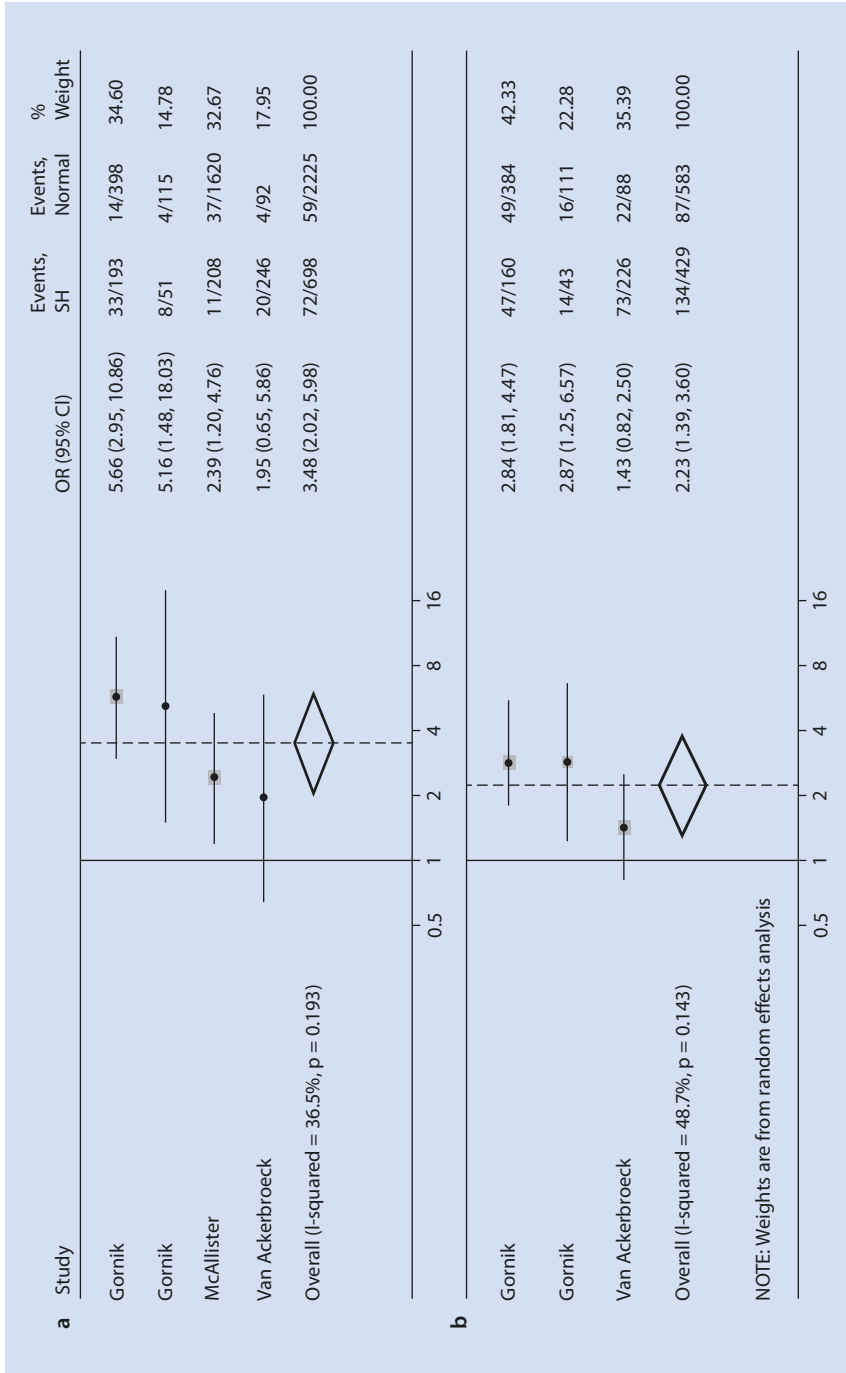 a
Study OR (95% CI) Events, SH Events, Normal % Weight
Gornik 5.66 (2.95, 10.86) 33/193 14/398 34.60
Gornik 5.16 (1.48, 18.03) 8/51 4/115 14.78
McAllister 2.39 (1.20, 4.76) 11/208 37/1620 32.67
Van Ackerbroeck 1.95 (0.65, 5.86) 20/246 4/92 17.95
Overall (I-squared = 36.5%, p = 0.193) 3.48 (2.02, 5.98) 72/698 59/2225 100.00
0.5 1 2 4 8 16
b
Gornik 2.84 (1.81, 4.47) 47/160 49/384 42.33
Gornik 2.87 (1.25, 6.57) 14/43 16/111 22.28
Van Ackerbroeck 1.43 (0.82, 2.50) 73/226 22/88 35.39
Overall (I-squared = 48.7%, p = 0.143) 2.23 (1.39, 3.60) 134/429 87/583 100.00
NOTE: Weights are from random effects analysis
0.5 1 2 4 8 16